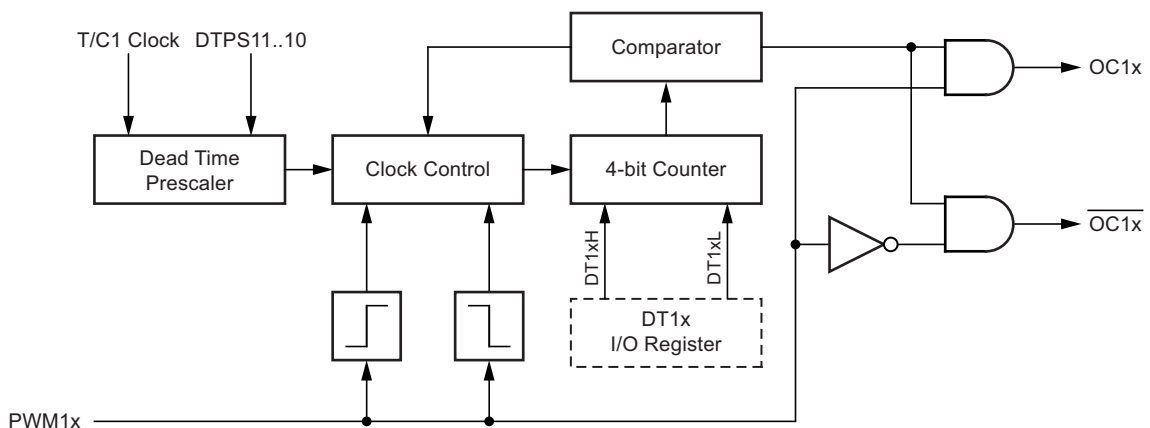 T/C1 Clock
DTPS11..10
Comparator
OC1x
Dead Time
Prescaler
Clock Control
4-bit Counter
DT1xH
DT1xL
OC1x
DT1x
I/O Register
PWM1x